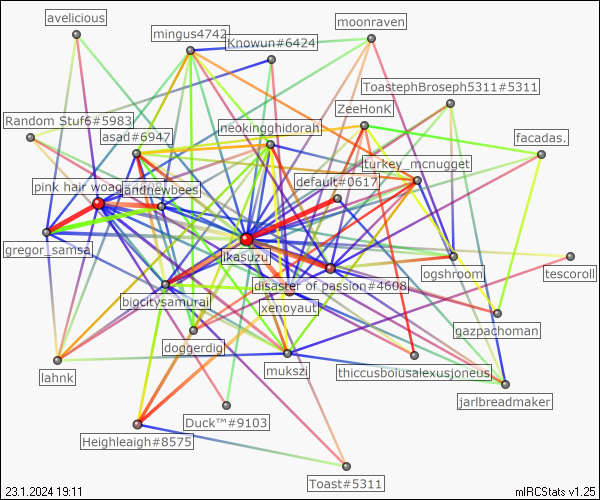 avelicious
moonraven
mingus4742
Knowun#6424
ToastephBroseph5311#5311
ZeeHonK
Random Stuf6#5983
neokingghidorah
asad#6947
facadas.
turkey_mcnugget
default#0617
pink hair woag
andnewbees
gregor_samsa
ikasuzu
ogshroom
tescoroll
disaster of passion#4608
bigcitysamurai
xenoyaut
gazpachoman
doggerdig
mukszi
thiccusboiusalexusjoneus
lahnk
jarlbreadmaker
Duck™#9103
Heighleaigh#8575
Toast#5311
23.1.2024 19:11
mIRCStats v1.25